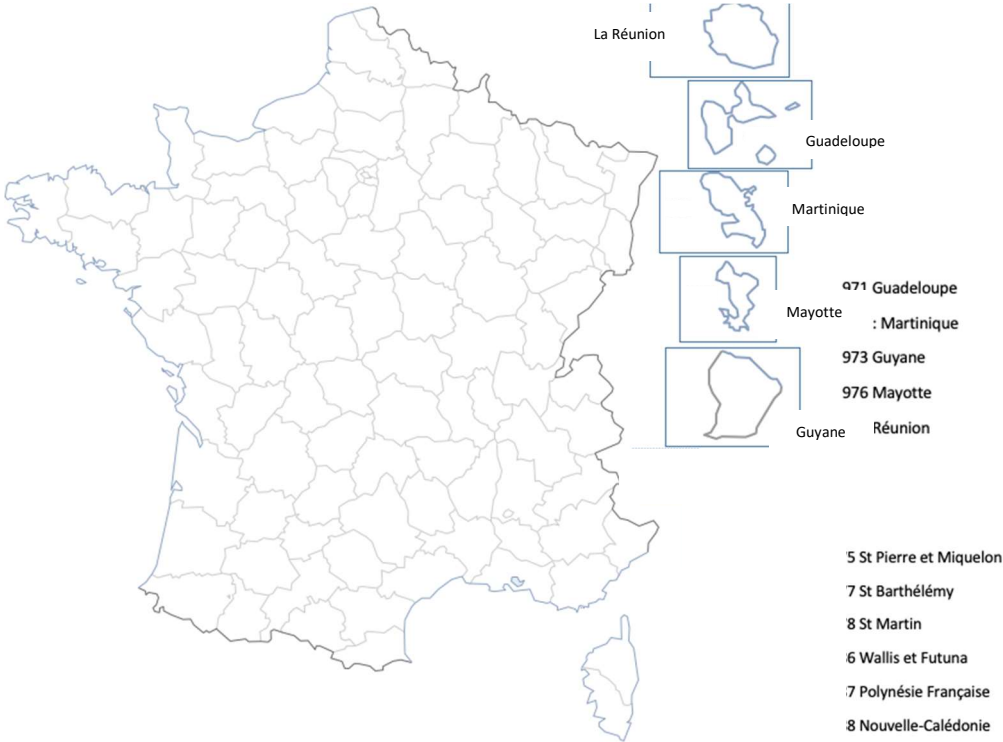 La Réunion
Guadeloupe
Martinique
Mayotte
Guyane
971 Guadeloupe
: Martinique
973 Guyane
976 Mayotte
Réunion
5 St Pierre et Miquelon
7 St Barthélémy
8 St Martin
6 Wallis et Futuna
7 Polynésie Française
8 Nouvelle-Calédonie